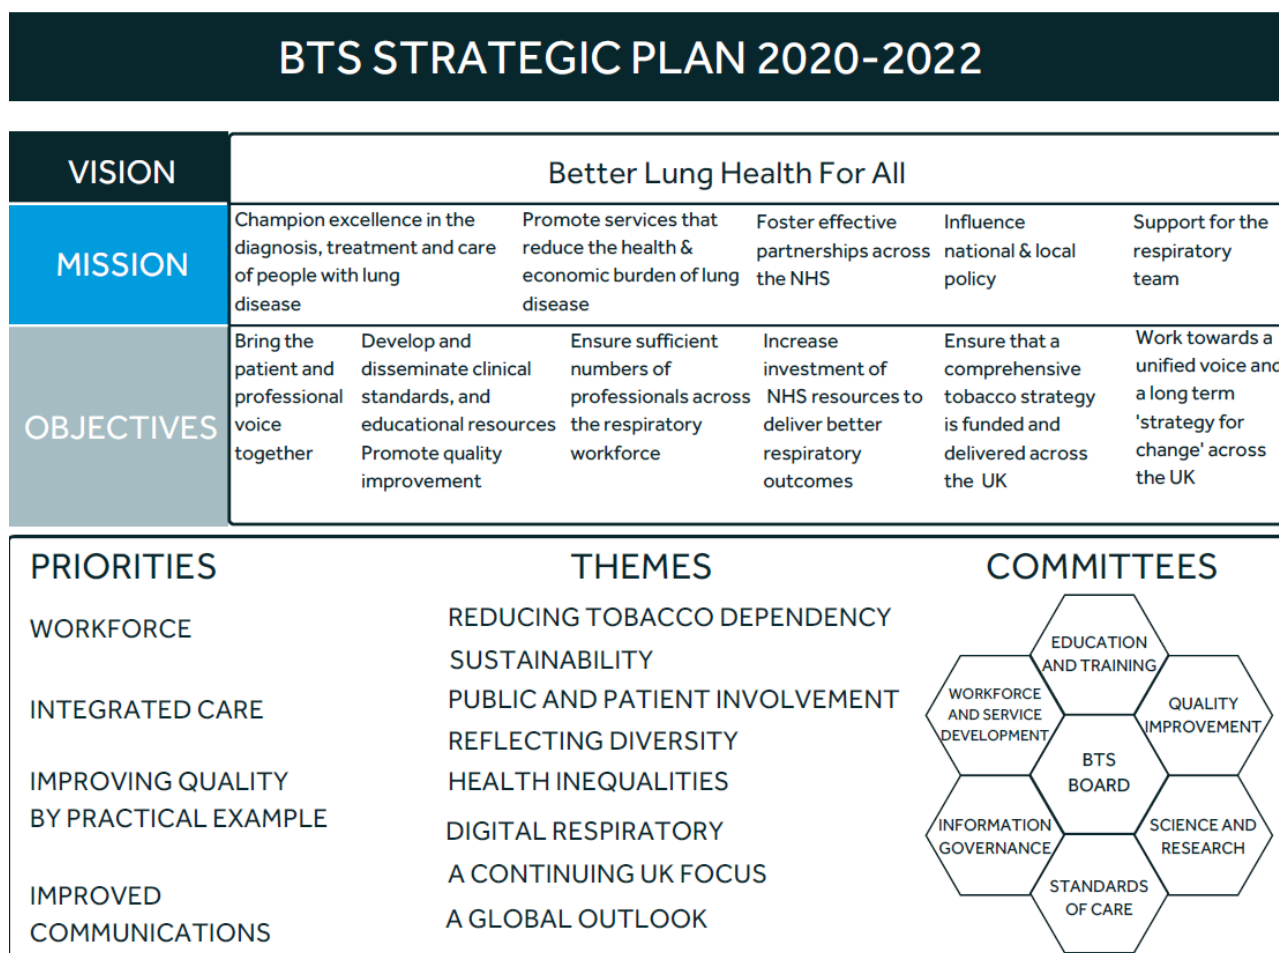 BTS STRATEGIC PLAN 2020-2022
VISION
Better Lung Health For All
MISSION
Champion excellence in the
diagnosis, treatment and care
of people with lung
disease
Promote services that
reduce the health &
economic burden of lung
disease
Foster effective
partnerships across
the NHS
Influence
national & local
policy
Support for the
respiratory
team
OBJECTIVES
Bring the
patient and
professional
voice
together
Develop and
disseminate clinical
standards, and
educational resources
Promote quality
improvement
Ensure sufficient
numbers of
professionals across
the respiratory
workforce
Increase
investment of
NHS resources to
deliver better
respiratory
outcomes
Ensure that a
comprehensive
tobacco strategy
is funded and
delivered across
the UK
Work towards a
unified voice and
a long term
'strategy for
change' across
the UK
PRIORITIES
WORKFORCE
INTEGRATED CARE
IMPROVING QUALITY
BY PRACTICAL EXAMPLE
IMPROVED
COMMUNICATIONS
THEMES
REDUCING TOBACCO DEPENDENCY
SUSTAINABILITY
PUBLIC AND PATIENT INVOLVEMENT
REFLECTING DIVERSITY
HEALTH INEQUALITIES
DIGITAL RESPIRATORY
A CONTINUING UK FOCUS
A GLOBAL OUTLOOK
COMMITTEES
EDUCATION
AND TRAINING
WORKFORCE
AND SERVICE
DEVELOPMENT
QUALITY
IMPROVEMENT
BTS
BOARD
INFORMATION
GOVERNANCE
SCIENCE AND
RESEARCH
STANDARDS
OF CARE